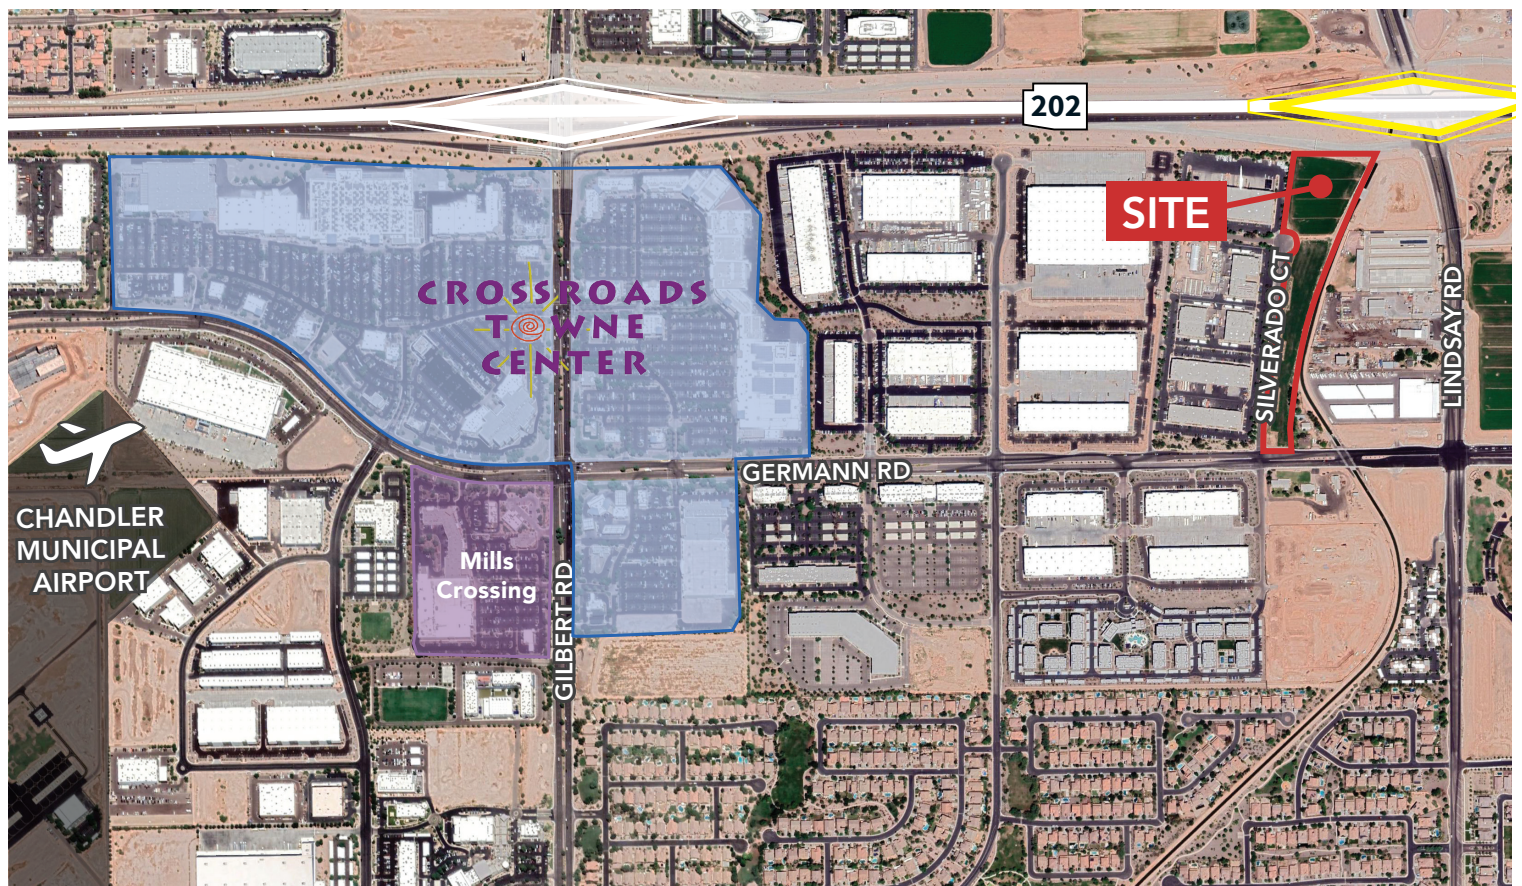 202
SITE
CROSSROADS
TOWNE
CENTER
SILVERADO CT
LINDSAY RD
GERMANN RD
CHANDLER
MUNICIPAL
AIRPORT
Mills
Crossing
GILBERT RD